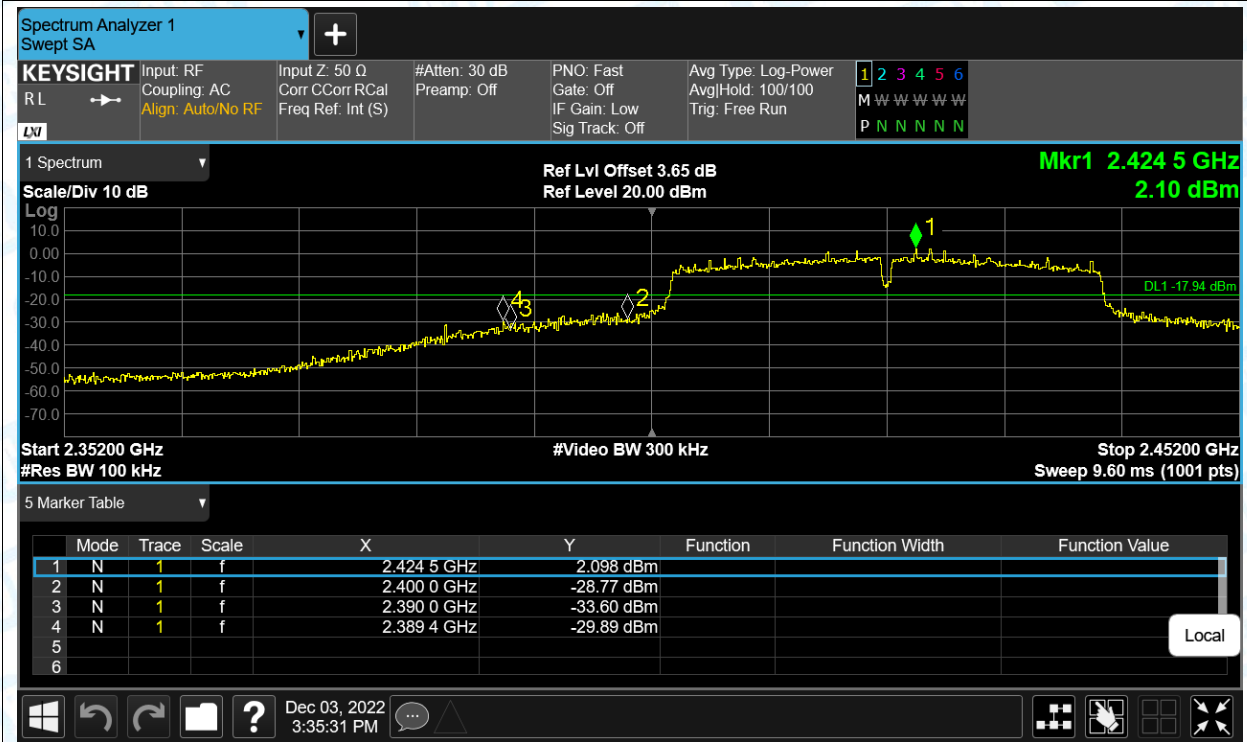 Spectrum Analyzer 1
Swept SA
+
KEYSIGHT
R L
LXI
Input: RF
Coupling: AC
Align: Auto/No RF
Input Z: 50 Ω
Corr CCorr RCal
Freq Ref: Int (S)
#Atten: 30 dB
Preamp: Off
PNO: Fast
Gate: Off
IF Gain: Low
Sig Track: Off
Avg Type: Log-Power
Avg|Hold: 100/100
Trig: Free Run
1 2 3 4 5 6
M W W W W W
P N N N N N
1 Spectrum
Scale/Div 10 dB
Ref Lvl Offset 3.65 dB
Ref Level 20.00 dBm
Mkr1 2.424 5 GHz
2.10 dBm
Log
10.0
0.00
-10.0
-20.0
-30.0
-40.0
-50.0
-60.0
-70.0
1
2
4
3
DL1 -17.94 dBm
Start 2.35200 GHz
#Video BW 300 kHz
Stop 2.45200 GHz
#Res BW 100 kHz
Sweep 9.60 ms (1001 pts)
5 Marker Table
Mode Trace Scale X Y Function Function Width Function Value
1 N 1 f 2.424 5 GHz 2.098 dBm
2 N 1 f 2.400 0 GHz -28.77 dBm
3 N 1 f 2.390 0 GHz -33.60 dBm
4 N 1 f 2.389 4 GHz -29.89 dBm
5
6
Local
?
Dec 03, 2022
3:35:31 PM